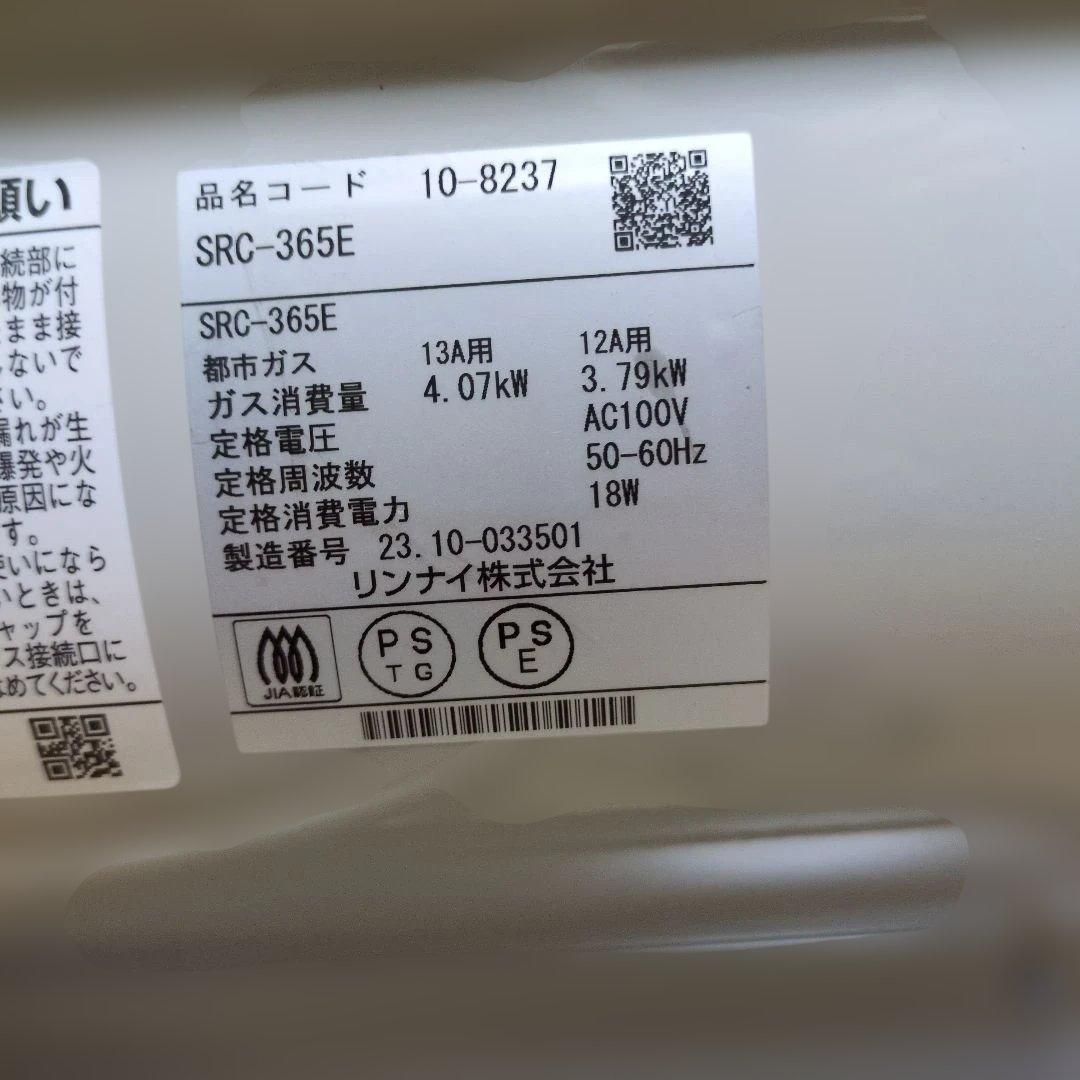 願い
続部に
物が付
まま接
しないで
さい。
漏れが生
爆発や火
原因にな
す。
使いになら
いときは、
ャップを
ス接続口に
めてください。
品名コード 10-8237
SRC-365E
SRC-365E
都市ガス 13A用 12A用
ガス消費量 4.07kW 3.79kW
定格電圧 AC100V
定格周波数 50-60Hz
定格消費電力 18W
製造番号 23.10-033501
リンナイ株式会社
JIA認証
PS
TG
PS
E